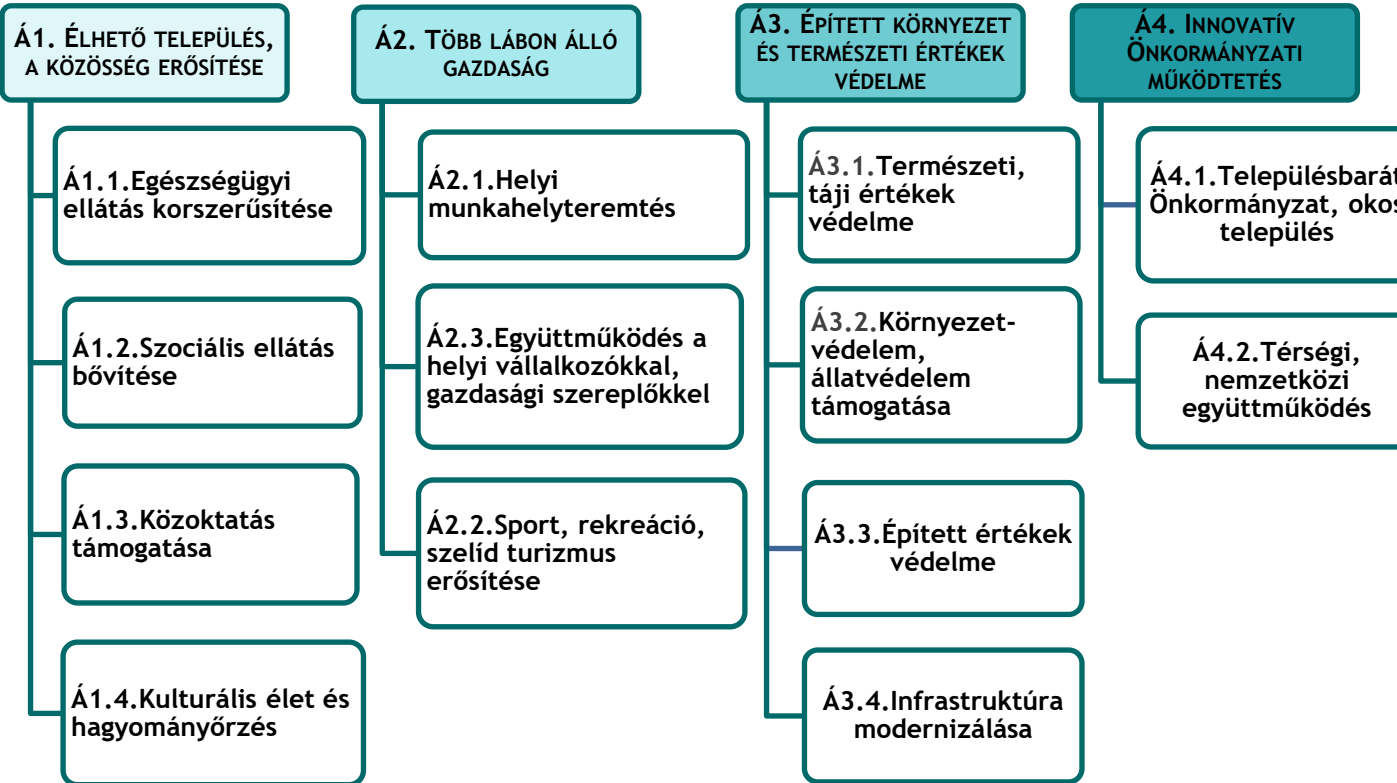 Á1. ÉLHETŐ TELEPÜLÉS,
A KÖZÖSSÉG ERŐSÍTÉSE
Á1.1.Egészségügyi
ellátás korszerűsítése
Á1.2.Szociális ellátás
bővítése
Á1.3.Közoktatás
támogatása
Á1.4.Kulturális élet és
hagyományőrzés
Á2. TÖBB LÁBON ÁLLÓ
GAZDASÁG
Á2.1.Helyi
munkahelyteremtés
Á2.3.Együttműködés a
helyi vállalkozókkal,
gazdasági szereplőkkel
Á2.2.Sport, rekreáció,
szelíd turizmus
erősítése
Á3. ÉPÍTETT KÖRNYEZET
ÉS TERMÉSZETI ÉRTÉKEK
VÉDELME
Á3.1.Természeti,
táji értékek
védelme
Á3.2.Környezet-
védelem,
állatvédelem
támogatása
Á3.3.Épített értékek
védelme
Á3.4.Infrastruktúra
modernizálása
Á4. INNOVATÍV
ÖNKORMÁNYZATI
MŰKÖDTETÉS
Á4.1.Településbarát
Önkormányzat, okos
település
Á4.2.Térségi,
nemzetközi
együttműködés